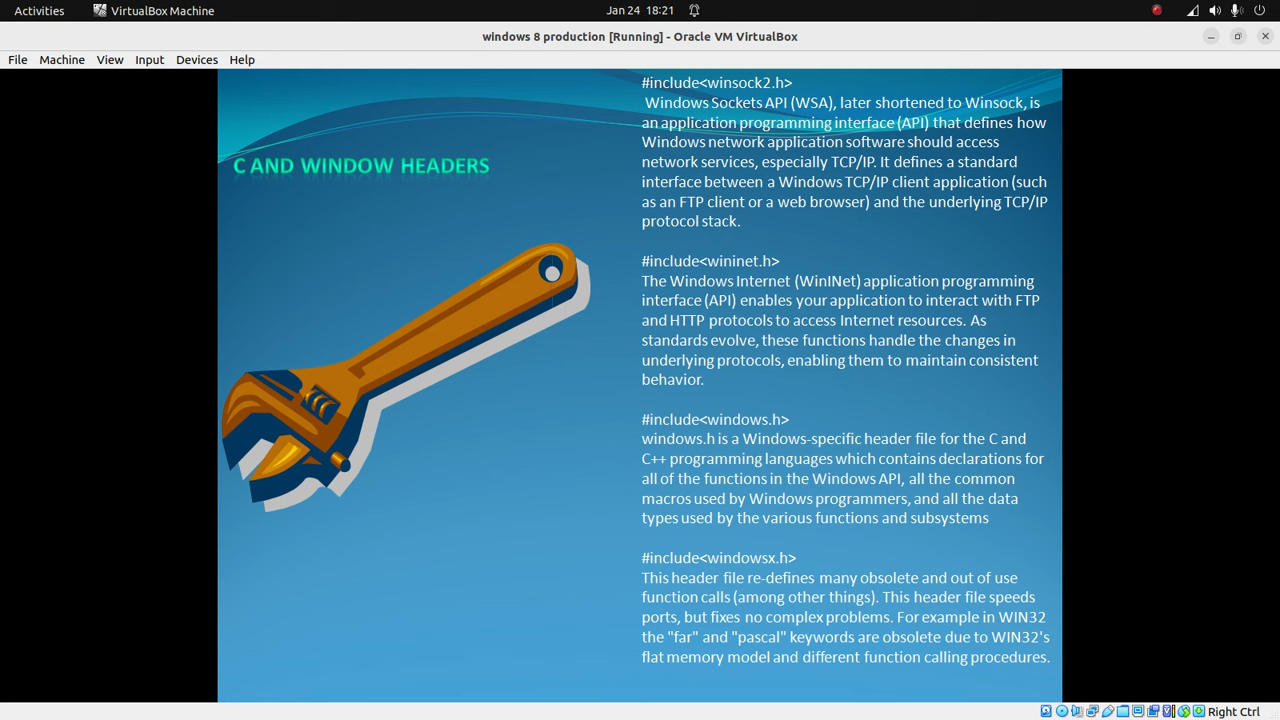 Activities
VirtualBox Machine
Jan 24 18:21
windows 8 production [Running] - Oracle VM VirtualBox
File Machine View Input Devices Help
C AND WINDOW HEADERS
#include<winsock2.h>
Windows Sockets API (WSA), later shortened to Winsock, is
an application programming interface (API) that defines how
Windows network application software should access
network services, especially TCP/IP. It defines a standard
interface between a Windows TCP/IP client application (such
as an FTP client or a web browser) and the underlying TCP/IP
protocol stack.
#include<wininet.h>
The Windows Internet (WinINet) application programming
interface (API) enables your application to interact with FTP
and HTTP protocols to access Internet resources. As
standards evolve, these functions handle the changes in
underlying protocols, enabling them to maintain consistent
behavior.
#include<windows.h>
windows.h is a Windows-specific header file for the C and
C++ programming languages which contains declarations for
all of the functions in the Windows API, all the common
macros used by Windows programmers, and all the data
types used by the various functions and subsystems
#include<windowsx.h>
This header file re-defines many obsolete and out of use
function calls (among other things). This header file speeds
ports, but fixes no complex problems. For example in WIN32
the "far" and "pascal" keywords are obsolete due to WIN32's
flat memory model and different function calling procedures.
Right Ctrl